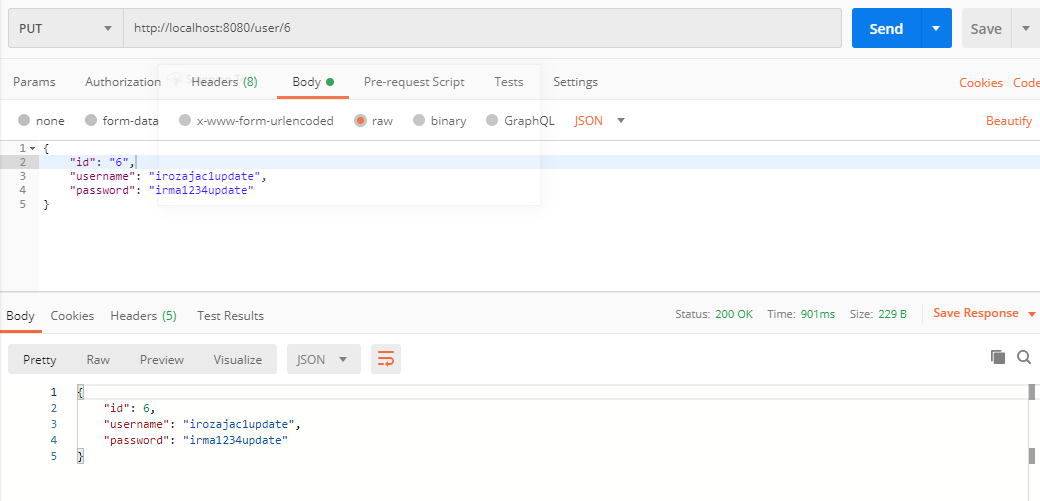 PUT http://localhost:8080/user/6 Send Save
Params Authorization Headers (8) Body Pre-request Script Tests Settings Cookies Code
none form-data x-www-form-urlencoded raw binary GraphQL JSON Beautify
1 {
2 "id": "6",
3 "username": "irozajac1update",
4 "password": "irma1234update"
5 }
Body Cookies Headers (5) Test Results Status: 200 OK Time: 901ms Size: 229 B Save Response
Pretty Raw Preview Visualize JSON
1 {
2 "id": 6,
3 "username": "irozajac1update",
4 "password": "irma1234update"
5 }